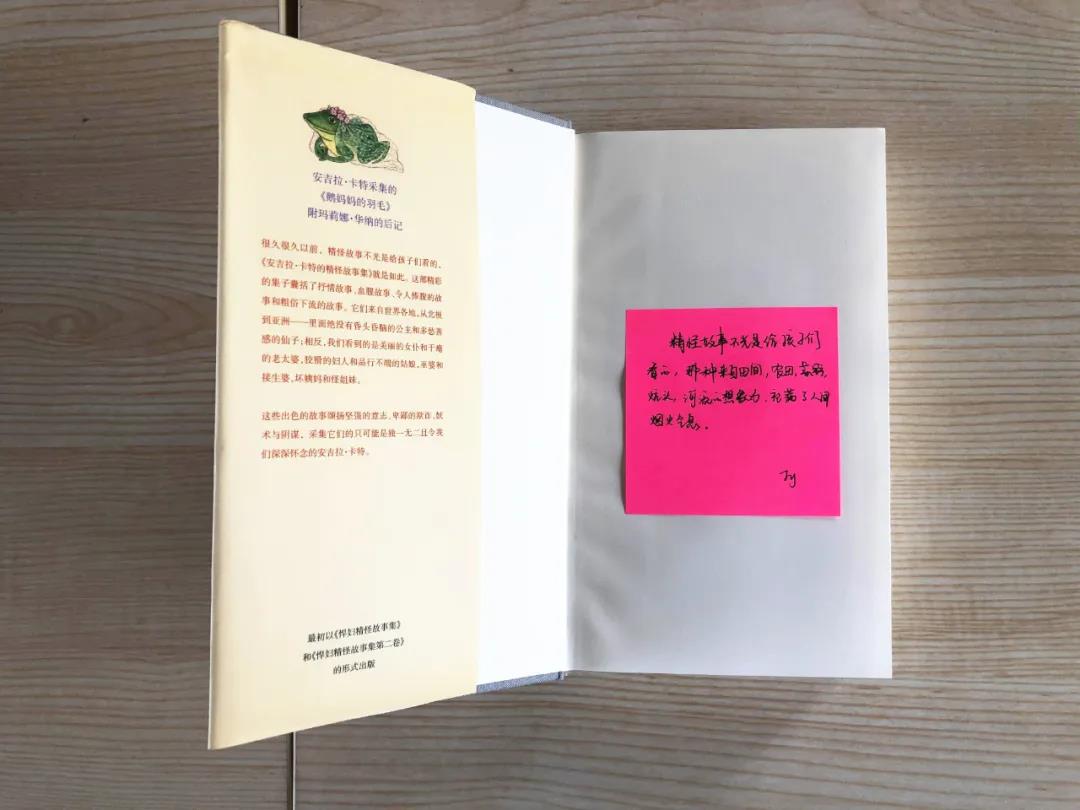 安吉拉·卡特采集的
《鹅妈妈的羽毛》
附玛莉娜·华纳的后记
很久很久以前，精怪故事不光是给孩子们看的，
《安吉拉·卡特的精怪故事集》就是如此。这部精彩
的集子囊括了抒情故事、血腥故事、令人捧腹的故
事和粗俗下流的故事。它们来自世界各地，从北极
到亚洲——里面绝没有昏头昏脑的公主和多愁善
感的仙子；相反，我们看到的是美丽的女仆和干瘪
的老太婆，狡猾的妇人和品行不端的姑娘，巫婆和
接生婆，坏姨妈和怪姐妹。
这些出色的故事颂扬坚强的意志、卑鄙的欺诈、妖
术与阴谋，采集它们的只可能是独一无二且令我
们深深怀念的安吉拉·卡特。
最初以《悍妇精怪故事集》
和《悍妇精怪故事集第二卷》
的形式出版
精怪故事不光是给孩子们
看的，那种来自田间，农田，
炕头，的想象力，充满了人间
烟火气息。